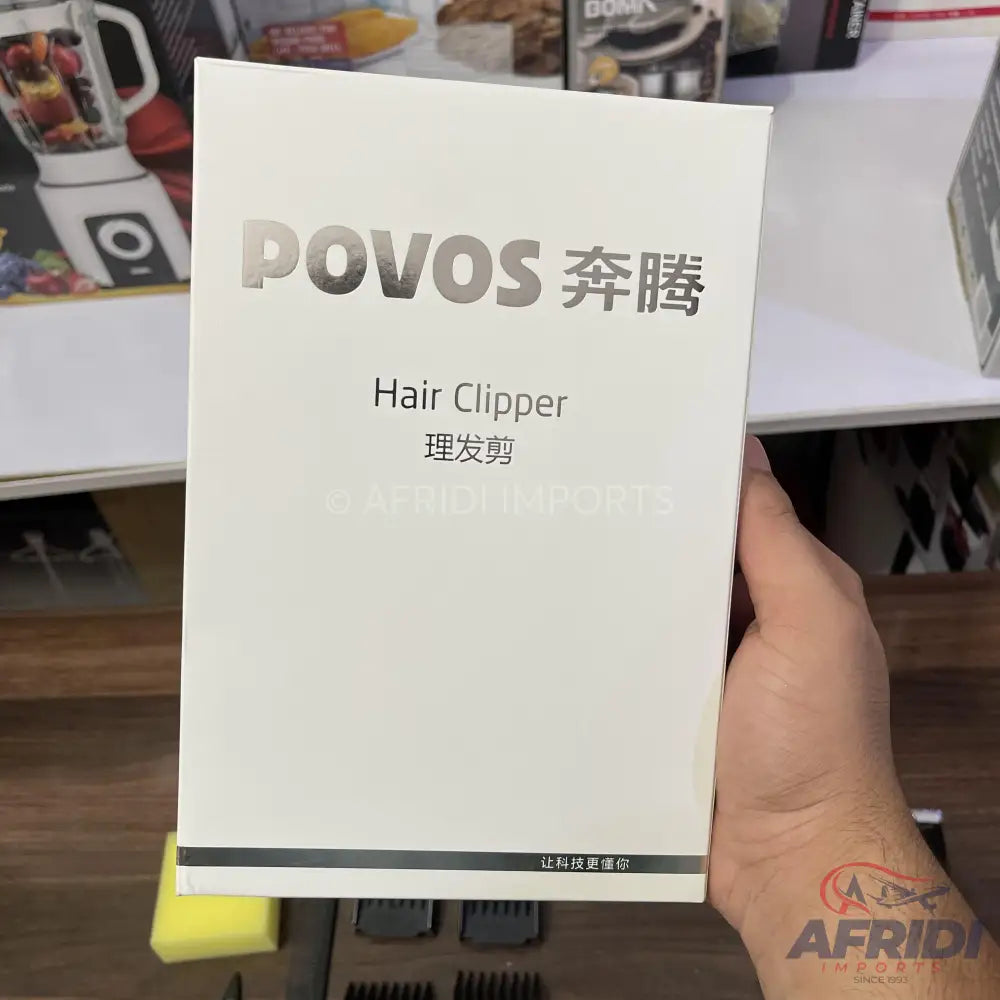 BOMA
POVOS 奔腾
Hair Clipper
理发剪
© AFRIDI IMPORTS
让科技更懂你
AFRIDI
IMPORTS
SINCE 1993